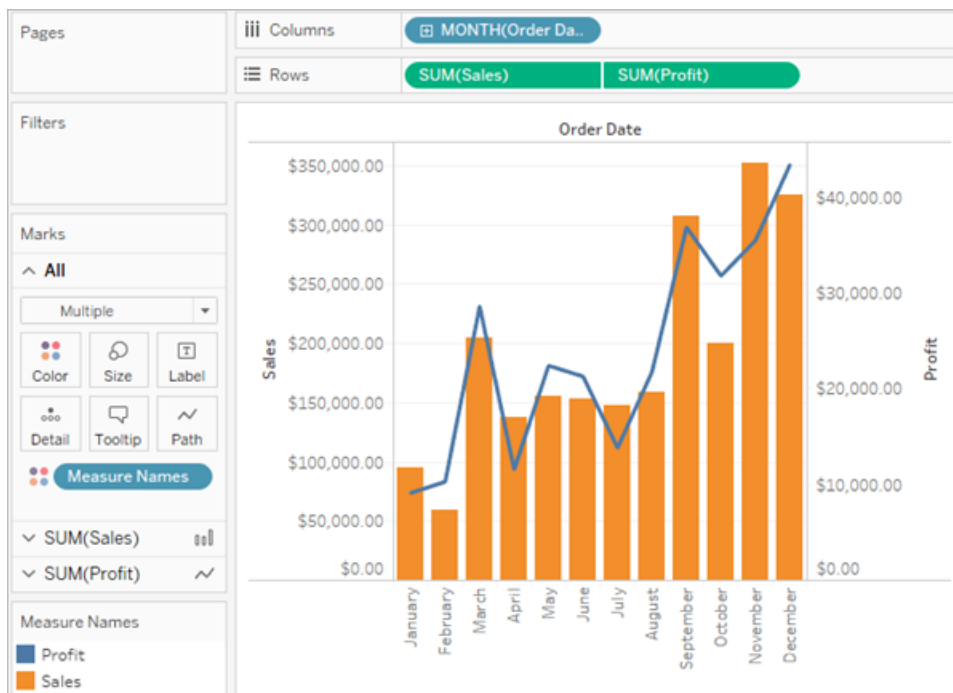 Pages
Columns
MONTH(Order Da..
Rows
SUM(Sales)
SUM(Profit)
Filters
Marks
All
Multiple
Color
Size
Label
Detail
Tooltip
Path
Measure Names
SUM(Sales)
SUM(Profit)
Measure Names
Profit
Sales
Order Date
Sales
$350,000.00
$300,000.00
$250,000.00
$200,000.00
$150,000.00
$100,000.00
$50,000.00
$0.00
Profit
$40,000.00
$30,000.00
$20,000.00
$10,000.00
$0.00
January
February
March
April
May
June
July
August
September
October
November
December